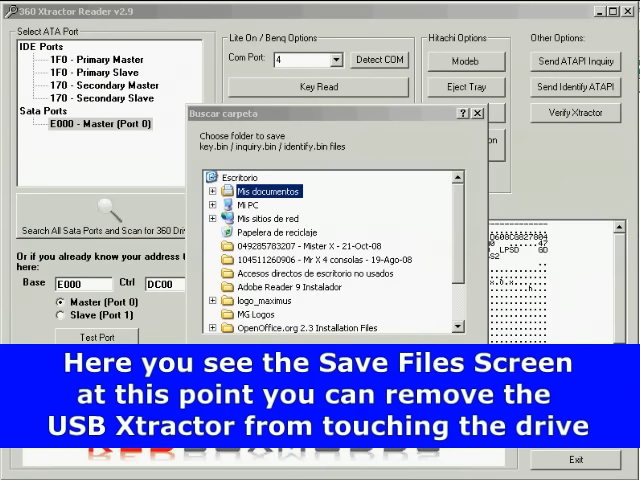 360 Xtractor Reader v2.9
Select ATA Port
IDE Ports
1F0 - Primary Master
1F0 - Primary Slave
170 - Secondary Master
170 - Secondary Slave
Sata Ports
E000 - Master (Port 0)
Search All Sata Ports and Scan for 360 Dri
Or if you already know your address
here:
Base E000 Ctrl DC00
Master (Port 0)
Slave (Port 1)
Test Port
Lite On / Benq Options
Com Port: 4 Detect COM
Key Read
Hitachi Options
Modeb
Eject Tray
on
Other Options:
Send ATAPI Inquiry
Send Identify ATAPI
Verify Xtractor
Buscar carpeta
Choose folder to save
key.bin / inquiry.bin / identify.bin files
Escritorio
Mis documentos
Mi PC
Mis sitios de red
Papelera de reciclaje
049285783207 - Mister X - 21-Oct-08
104511260906 - Mr X 4 consolas - 19-Ago-08
Accesos directos de escritorio no usados
Adobe Reader 9 Instalador
logo_maximus
MG Logos
OpenOffice.org 2.3 Installation Files
Here you see the Save Files Screen
at this point you can remove the
USB Xtractor from touching the drive
Exit